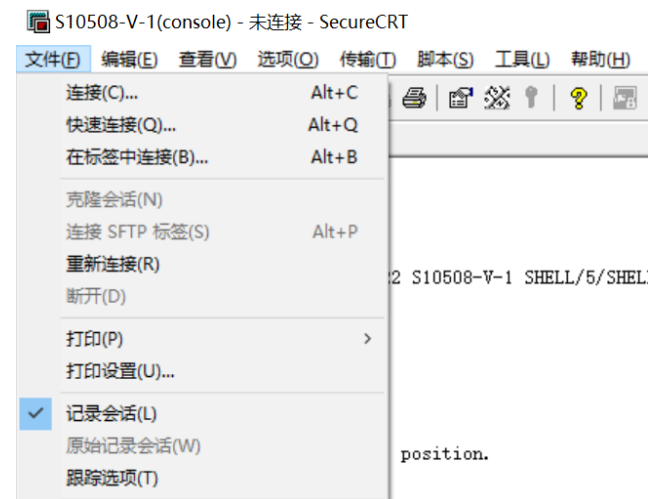 S10508-V-1(console) - 未连接 - SecureCRT
文件(F) 编辑(E) 查看(V) 选项(O) 传输(T) 脚本(S) 工具(L) 帮助(H)
连接(C)... Alt+C
快速连接(Q)... Alt+Q
在标签中连接(B)... Alt+B
克隆会话(N)
连接 SFTP 标签(S) Alt+P
重新连接(R)
S10508-V-1 SHELL/5/SHEL
断开(D)
打印(P)
打印设置(U)...
记录会话(L)
原始记录会话(W)
position.
跟踪选项(T)